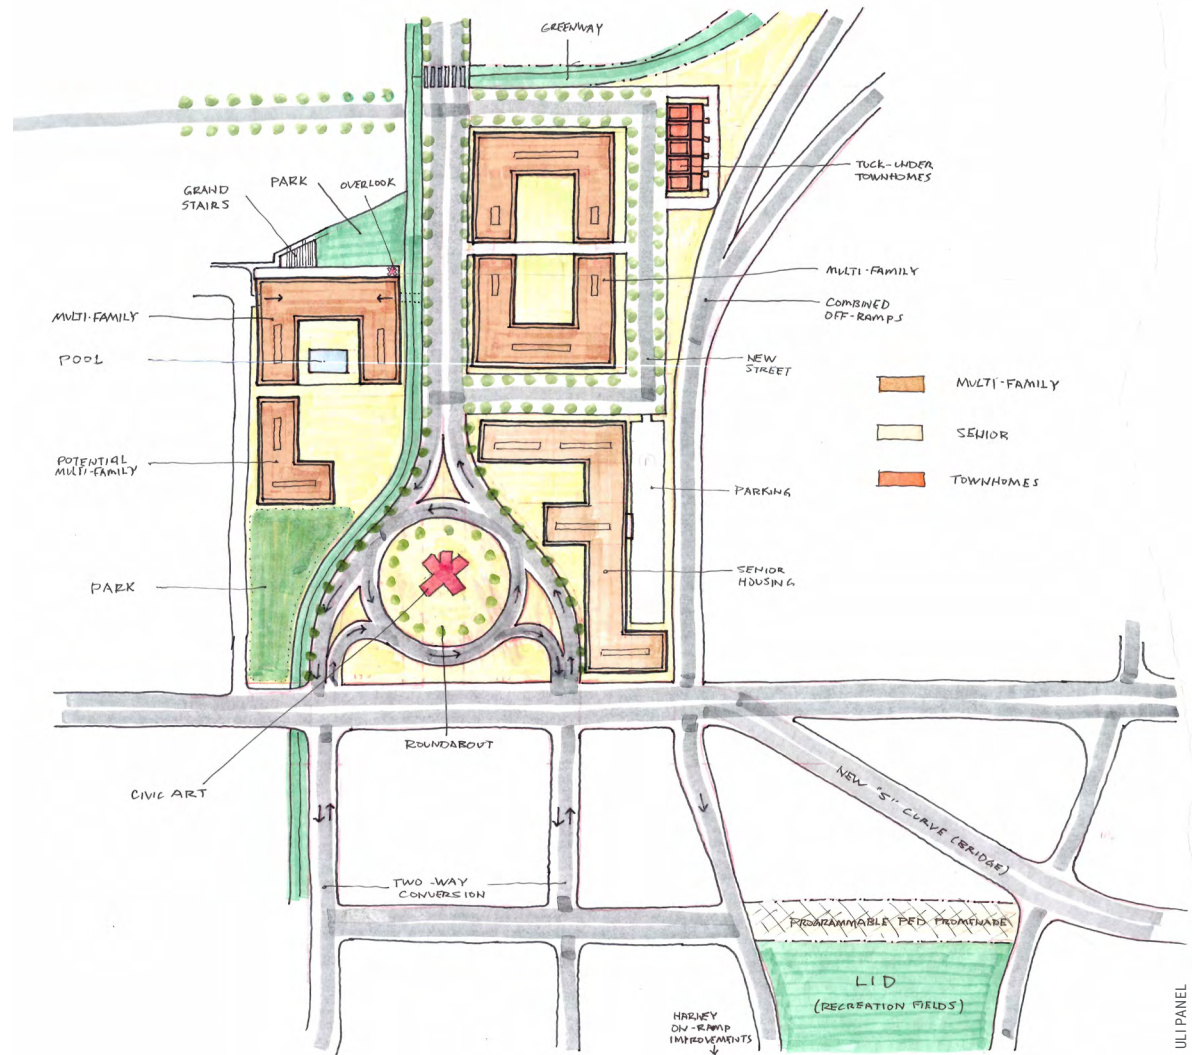 GREENWAY
TUCK-UNDER
TOWNHOMES
GRAND
STAIRS
PARK
OVERLOOK
MULTI-FAMILY
COMBINED
OFF-RAMPS
MULTI-FAMILY
POOL
NEW
STREET
MULTI-FAMILY
SENIOR
TOWNHOMES
POTENTIAL
MULTI-FAMILY
PARKING
PARK
SENIOR
HOUSING
ROUNDABOUT
CIVIC ART
NEW "S" CURVE (BRIDGE)
TWO-WAY
CONVERSION
PROGRAMMABLE PED PROMENADE
LID
(RECREATION FIELDS)
HARNEY
ON-RAMP
IMPROVEMENTS
ULI PANEL